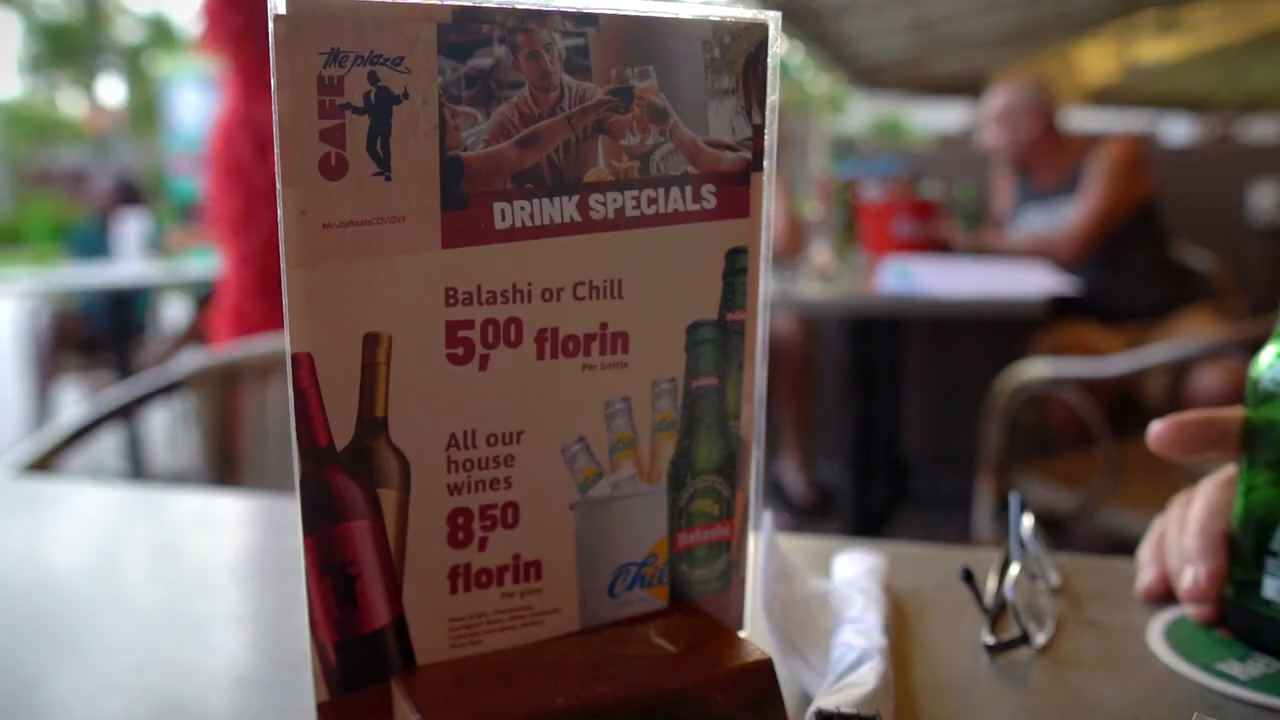 the plaza
CAFE
#ArubaBeatsCOVID19
DRINK SPECIALS
Balashi or Chill
5,00 florin
Per bottle
All our
house
wines
8,50
florin
Per glass
Balashi
Chil